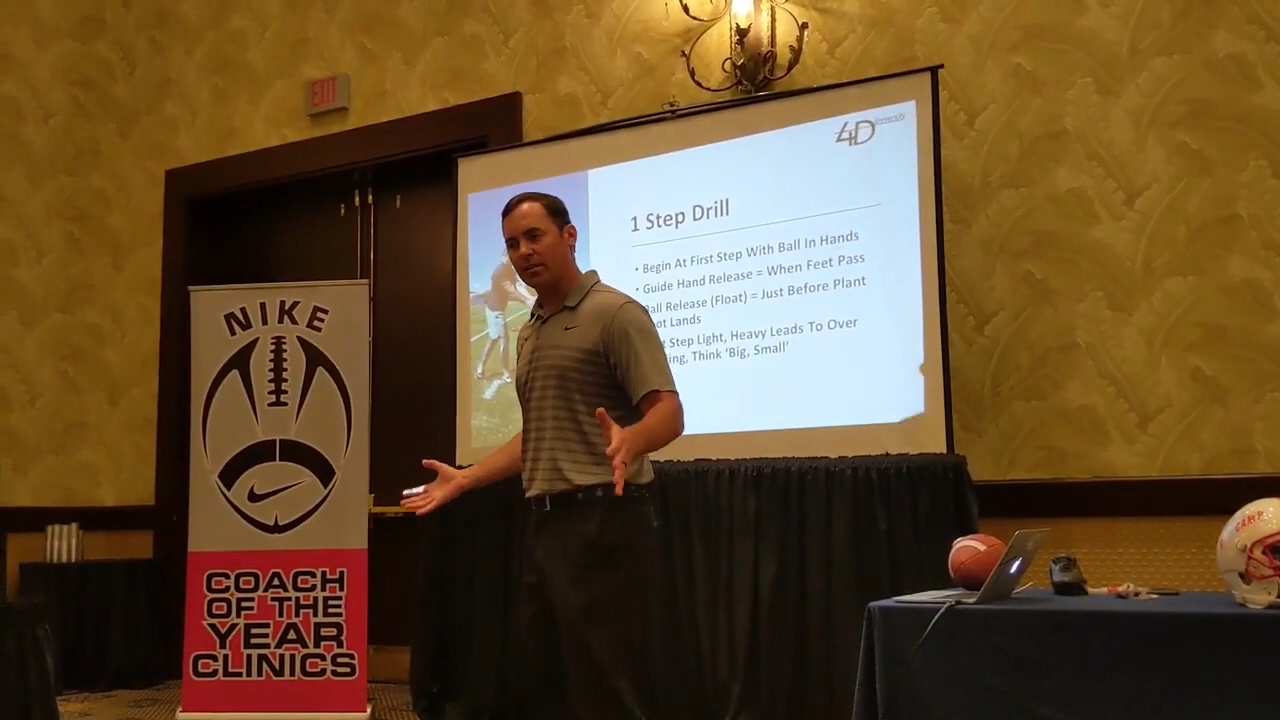 EXIT
4D
University
1 Step Drill
• Begin At First Step With Ball In Hands
• Guide Hand Release = When Feet Pass
Ball Release (Float) = Just Before Plant
Lands
Step Light, Heavy Leads To Over
Think ‘Big, Small’
NIKE
COACH
OF THE
YEAR
CLINICS
CAMP